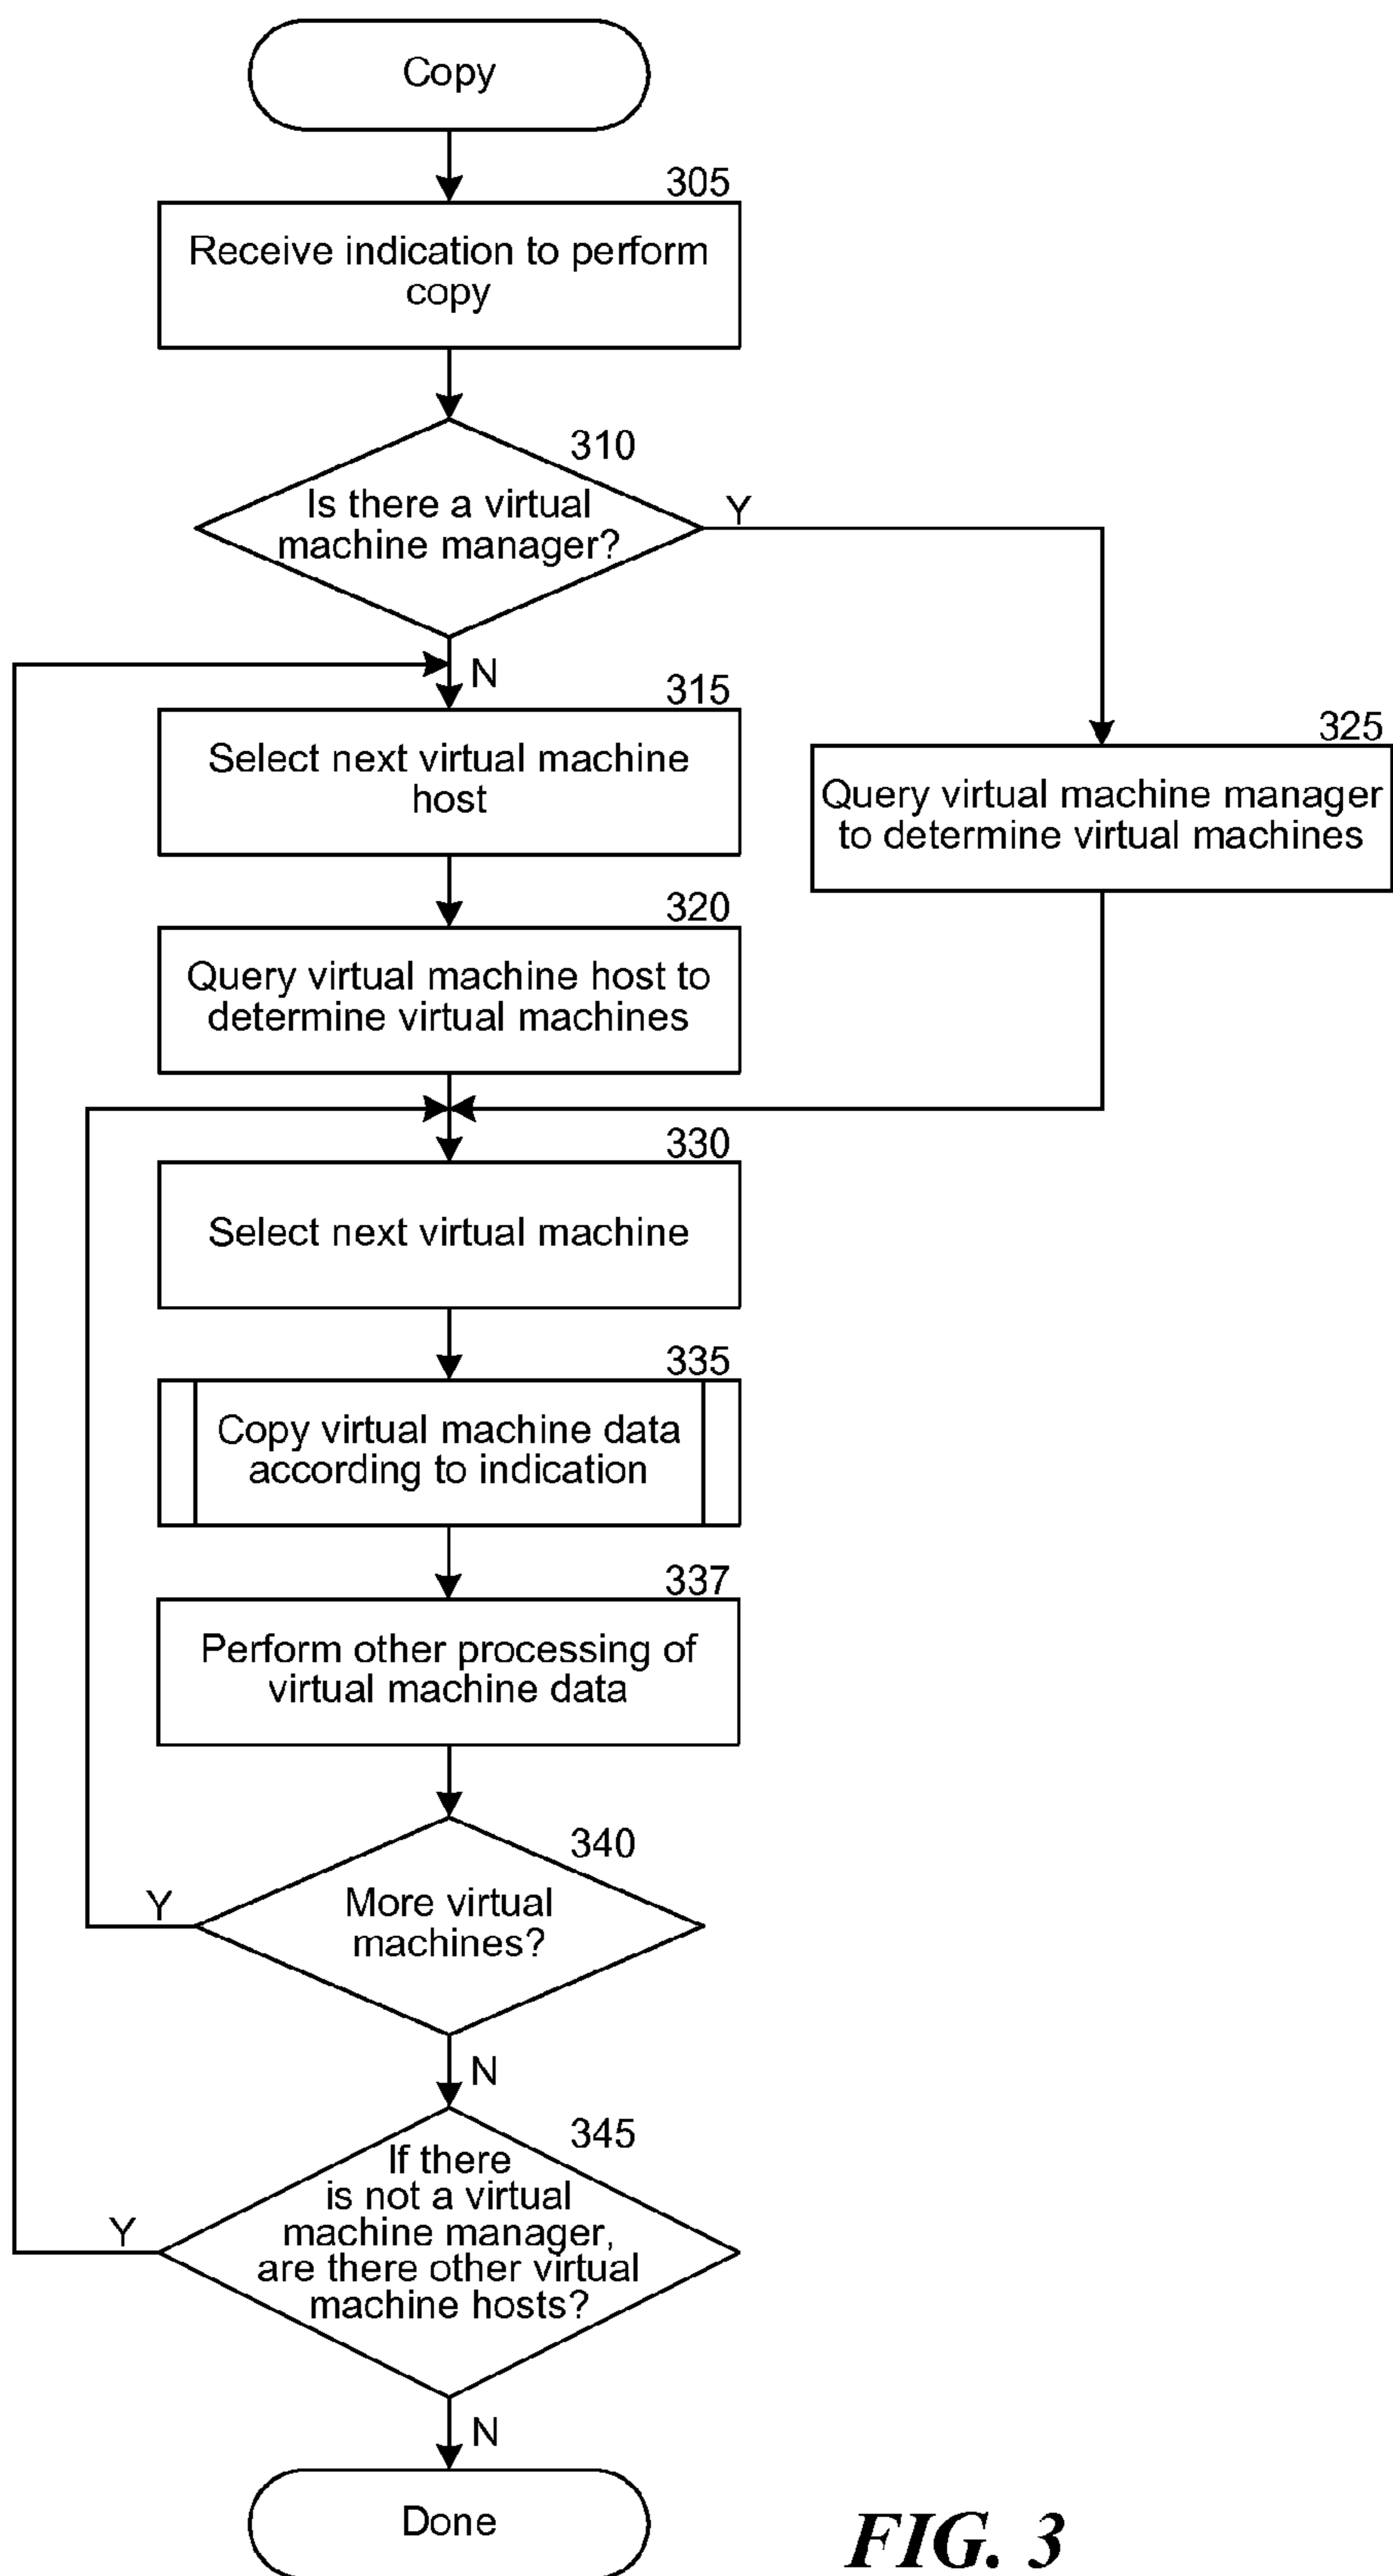 Copy
305
Receive indication to perform
copy
310
Is there a virtual
machine manager?
Y
N
315
Select next virtual machine
host
325
Query virtual machine manager
to determine virtual machines
320
Query virtual machine host to
determine virtual machines
330
Select next virtual machine
335
Copy virtual machine data
according to indication
337
Perform other processing of
virtual machine data
340
More virtual
machines?
Y
N
345
If there
is not a virtual
machine manager,
are there other virtual
machine hosts?
Y
N
Done
FIG. 3